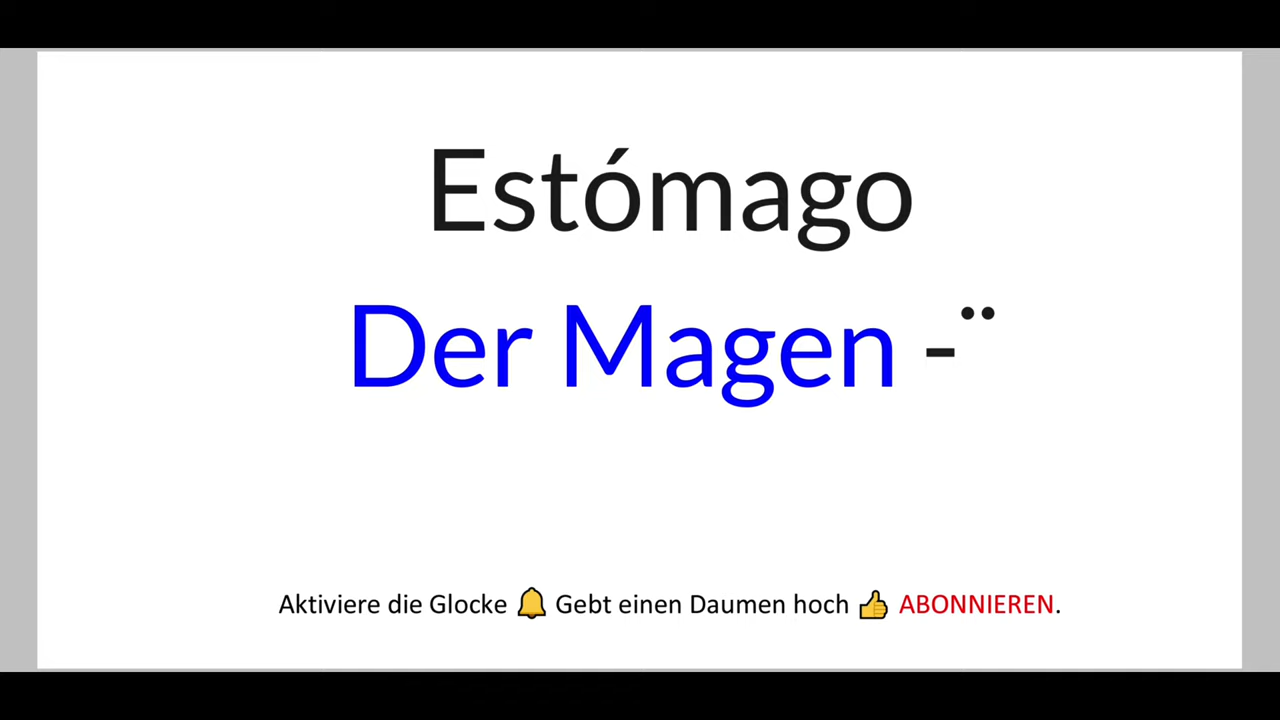 Estómago
Der Magen -¨
Aktiviere die Glocke 🔔 Gebt einen Daumen hoch 👍 ABONNIEREN.